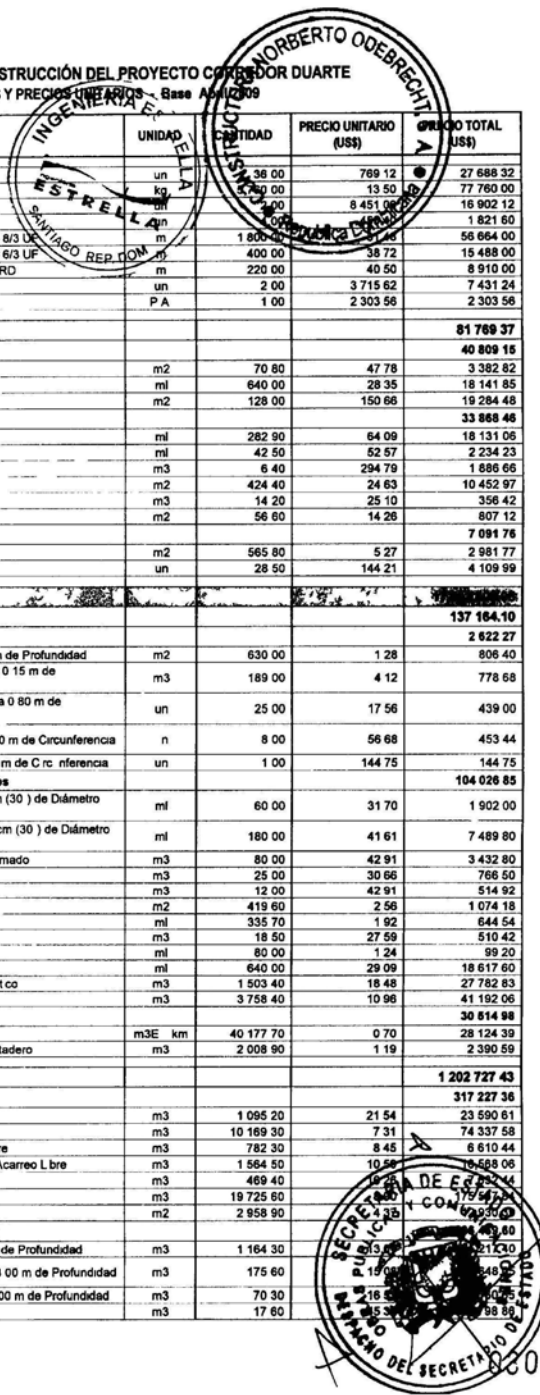 STRUCCIÓN DEL PROYECTO CORREDOR DUARTE
S Y PRECIOS UNITARIOS - Base Abril/2009
UNIDAD CANTIDAD PRECIO UNITARIO (US$) PRECIO TOTAL (US$)
CONSTRUCTORA NORBERTO ODEBRECHT
Republica Dominicana
INGENIERIA ESTRELLA
ESTRELLA
SANTIAGO REP. DOM
un 36 00 769 12 27 688 32
kg 13 50 77 760 00
un 16 902 12
un 1 821 60
8/3 UF m 1 800 00 56 664 00
6/3 UF m 400 00 38 72 15 488 00
RD m 220 00 40 50 8 910 00
un 2 00 3 715 62 7 431 24
P A 1 00 2 303 56 2 303 56
81 769 37
40 809 15
m2 70 80 47 78 3 382 82
ml 640 00 28 35 18 141 85
m2 128 00 150 66 19 284 48
33 868 46
ml 282 90 64 09 18 131 06
ml 42 50 52 57 2 234 23
m3 6 40 294 79 1 886 66
m2 424 40 24 63 10 452 97
m3 14 20 25 10 356 42
m2 56 60 14 26 807 12
7 091 76
m2 565 80 5 27 2 981 77
un 28 50 144 21 4 109 99
137 164.10
2 622 27
n de Profundidad m2 630 00 1 28 806 40
0 15 m de m3 189 00 4 12 778 68
a 0 80 m de un 25 00 17 56 439 00
0 m de Circunferencia n 8 00 56 68 453 44
m de C rc nferencia un 1 00 144 75 144 75
os 104 026 85
n (30 ) de Diámetro ml 60 00 31 70 1 902 00
cm (30 ) de Diámetro ml 180 00 41 61 7 489 80
mado m3 80 00 42 91 3 432 80
m3 25 00 30 66 766 50
m3 12 00 42 91 514 92
m2 419 60 2 56 1 074 18
ml 335 70 1 92 644 54
m3 18 50 27 59 510 42
ml 80 00 1 24 99 20
ml 640 00 29 09 18 617 60
t co m3 1 503 40 18 48 27 782 83
m3 3 758 40 10 96 41 192 06
30 514 98
m3E km 40 177 70 0 70 28 124 39
tadero m3 2 008 90 1 19 2 390 59
1 202 727 43
317 227 36
m3 1 095 20 21 54 23 590 61
m3 10 169 30 7 31 74 337 58
re m3 782 30 8 45 6 610 44
Acarreo L bre m3 1 564 50
m3 469 40
m3 19 725 60
m2 2 958 90
de Profundidad m3 1 164 30
00 m de Profundidad m3 175 60
00 m de Profundidad m3 70 30
m3 17 60
SECRETARIA DE ESTADO
OBRAS PUBLICAS Y COMUNICACIONES
DESPACHO DEL SECRETARIO DE ESTADO